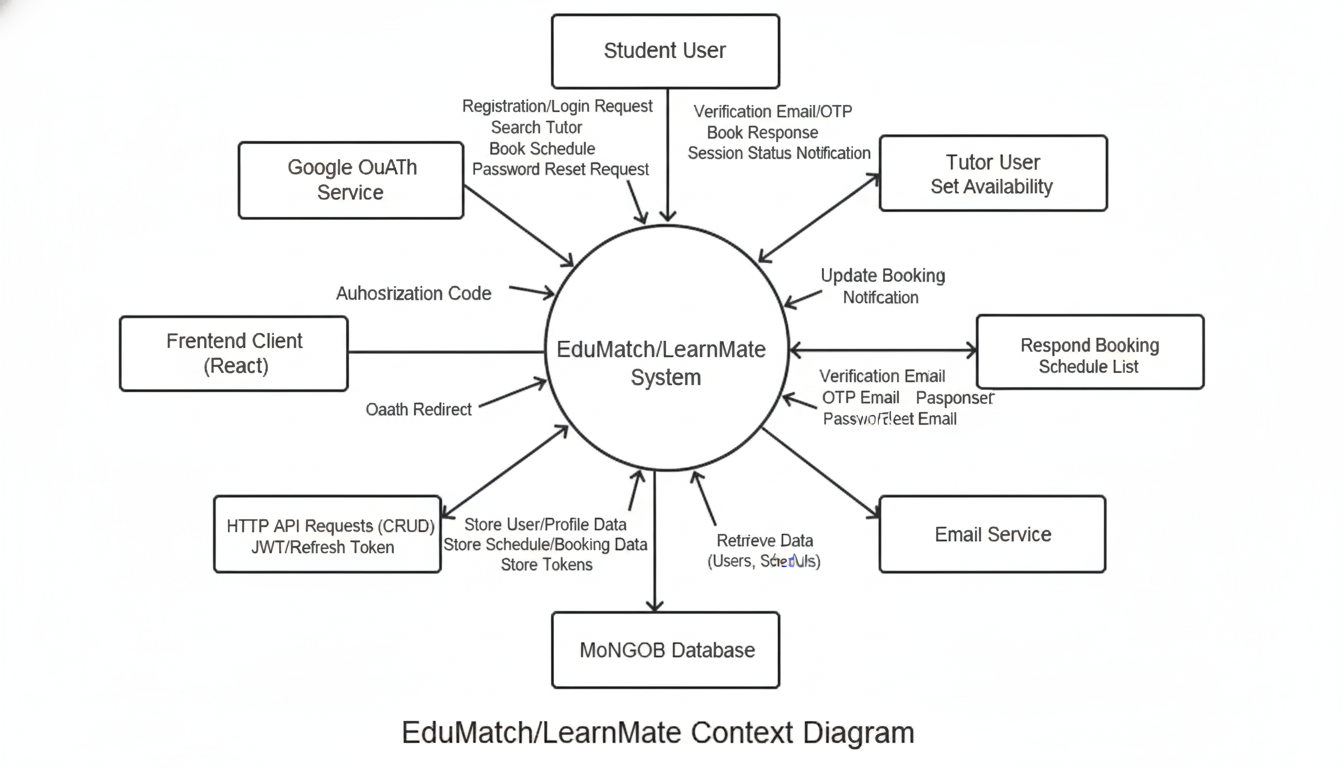 Student User
Registration/Login Request
Search Tutor
Book Schedule
Password Reset Request
Verification Email/OTP
Book Response
Session Status Notification
Google OuATh
Service
Tutor User
Set Availability
Auhosrization Code
Update Booking
Notifcation
Frentend Client
(React)
EduMatch/LearnMate
System
Respond Booking
Schedule List
Verification Email
OTP Email Pasponser
Email
Oaath Redirect
HTTP API Requests (CRUD)
JWT/Refresh Token
Store User/Profile Data
Store Schedule/Booking Data
Store Tokens
Retrieve Data
(Users,
Email Service
MoNGOB Database
EduMatch/LearnMate Context Diagram